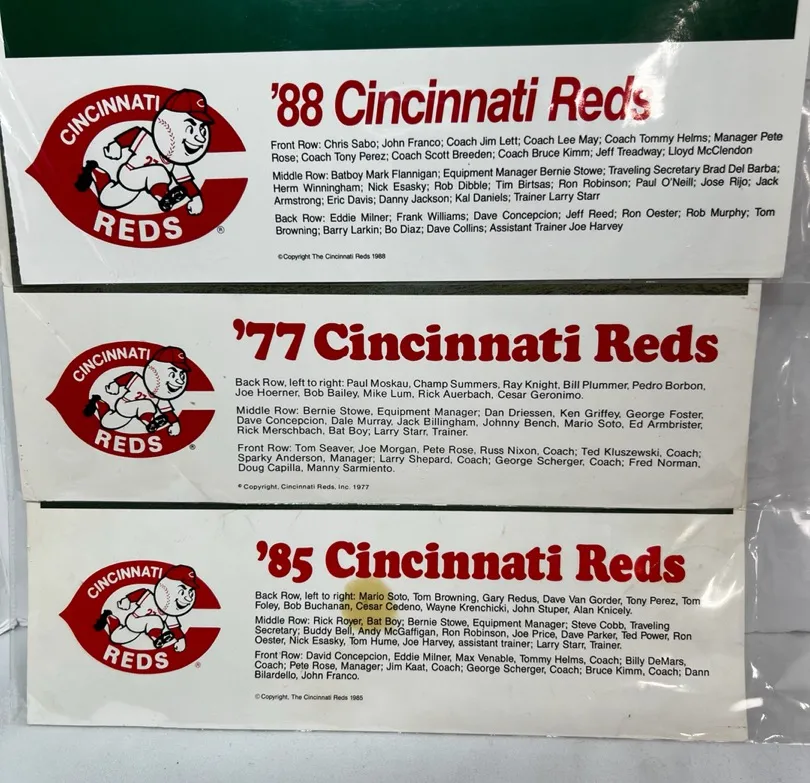 CINCINNATI
REDS
®
'88 Cincinnati Reds
Front Row: Chris Sabo; John Franco; Coach Jim Lett; Coach Lee May; Coach Tommy Helms; Manager Pete
Rose; Coach Tony Perez; Coach Scott Breeden; Coach Bruce Kimm; Jeff Treadway; Lloyd McClendon
Middle Row: Batboy Mark Flannigan; Equipment Manager Bernie Stowe; Traveling Secretary Brad Del Barba;
Herm Winningham; Nick Esasky; Rob Dibble; Tim Birtsas; Ron Robinson; Paul O'Neill; Jose Rijo; Jack
Armstrong; Eric Davis; Danny Jackson; Kal Daniels; Trainer Larry Starr
Back Row: Eddie Milner; Frank Williams; Dave Concepcion; Jeff Reed; Ron Oester; Rob Murphy; Tom
Browning; Barry Larkin; Bo Diaz; Dave Collins; Assistant Trainer Joe Harvey
©Copyright The Cincinnati Reds 1988
CINCINNATI
REDS
®
'77 Cincinnati Reds
Back Row, left to right: Paul Moskau, Champ Summers, Ray Knight, Bill Plummer, Pedro Borbon,
Joe Hoerner, Bob Bailey, Mike Lum, Rick Auerbach, Cesar Geronimo.
Middle Row: Bernie Stowe, Equipment Manager; Dan Driessen, Ken Griffey, George Foster,
Dave Concepcion, Dale Murray, Jack Billingham, Johnny Bench, Mario Soto, Ed Armbrister,
Rick Merschbach, Bat Boy; Larry Starr, Trainer.
Front Row: Tom Seaver, Joe Morgan, Pete Rose, Russ Nixon, Coach; Ted Kluszewski, Coach;
Sparky Anderson, Manager; Larry Shepard, Coach; George Scherger, Coach; Fred Norman,
Doug Capilla, Manny Sarmiento.
© Copyright, Cincinnati Reds, Inc. 1977
CINCINNATI
REDS
®
'85 Cincinnati Reds
Back Row, left to right: Mario Soto, Tom Browning, Gary Redus, Dave Van Gorder, Tony Perez, Tom
Foley, Bob Buchanan, Cesar Cedeno, Wayne Krenchicki, John Stuper, Alan Knicely.
Middle Row: Rick Royer, Bat Boy; Bernie Stowe, Equipment Manager; Steve Cobb, Traveling
Secretary; Buddy Bell, Andy McGaffigan, Ron Robinson, Joe Price, Dave Parker, Ted Power, Ron
Oester, Nick Esasky, Tom Hume, Joe Harvey, assistant trainer; Larry Starr, Trainer.
Front Row: David Concepcion, Eddie Milner, Max Venable, Tommy Helms, Coach; Billy DeMars,
Coach; Pete Rose, Manager; Jim Kaat, Coach; George Scherger, Coach; Bruce Kimm, Coach; Dann
Bilardello, John Franco.
© Copyright, The Cincinnati Reds 1985